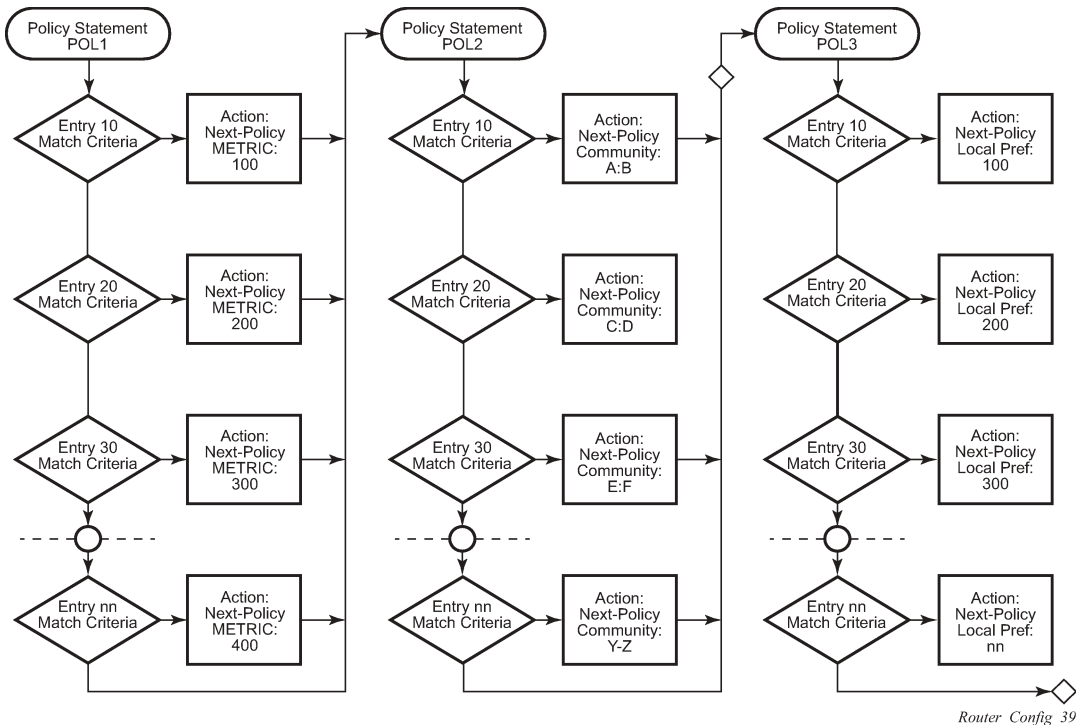 Policy Statement
POL1
Entry 10
Match Criteria
Action:
Next-Policy
METRIC:
100
Entry 20
Match Criteria
Action:
Next-Policy
METRIC:
200
Entry 30
Match Criteria
Action:
Next-Policy
METRIC:
300
Entry nn
Match Criteria
Action:
Next-Policy
METRIC:
400
Policy Statement
POL2
Entry 10
Match Criteria
Action:
Next-Policy
Community:
A:B
Entry 20
Match Criteria
Action:
Next-Policy
Community:
C:D
Entry 30
Match Criteria
Action:
Next-Policy
Community:
E:F
Entry nn
Match Criteria
Action:
Next-Policy
Community:
Y-Z
Policy Statement
POL3
Entry 10
Match Criteria
Action:
Next-Policy
Local Pref:
100
Entry 20
Match Criteria
Action:
Next-Policy
Local Pref:
200
Entry 30
Match Criteria
Action:
Next-Policy
Local Pref:
300
Entry nn
Match Criteria
Action:
Next-Policy
Local Pref:
nn
Router_Config_39